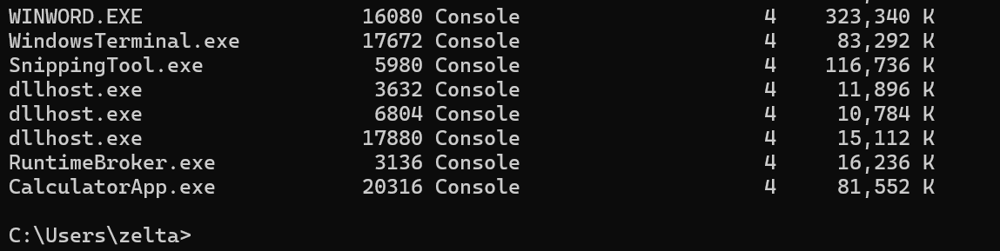 WINWORD.EXE                  16080 Console                    4    323,340 K
WindowsTerminal.exe          17672 Console                    4     83,292 K
SnippingTool.exe              5980 Console                    4    116,736 K
dllhost.exe                   3632 Console                    4     11,896 K
dllhost.exe                   6804 Console                    4     10,784 K
dllhost.exe                  17880 Console                    4     15,112 K
RuntimeBroker.exe             3136 Console                    4     16,236 K
CalculatorApp.exe            20316 Console                    4     81,552 K
C:\Users\zelta>